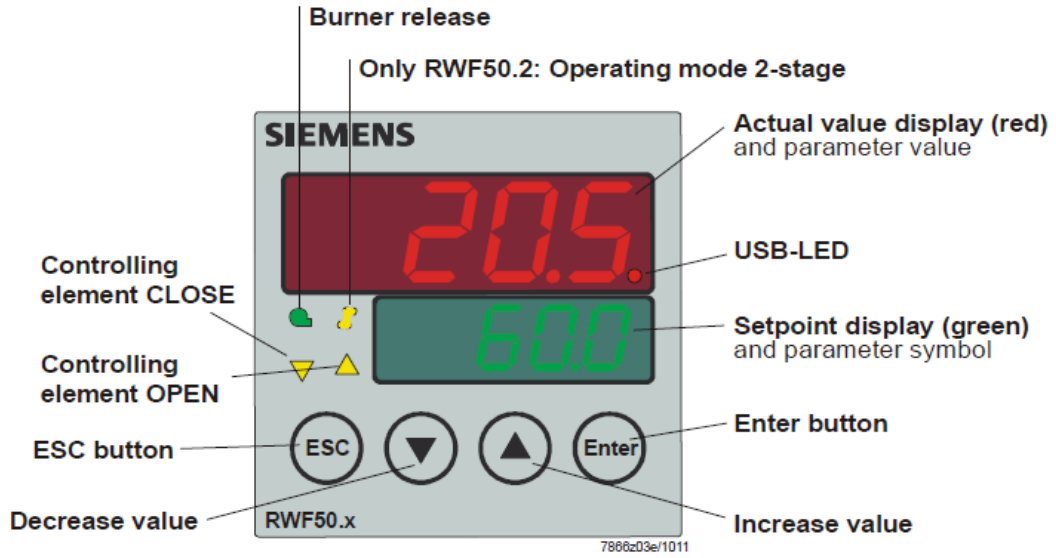 Burner release
Only RWF50.2: Operating mode 2-stage
SIEMENS
Actual value display (red)
and parameter value
20.5.
USB-LED
Controlling
element CLOSE
60.0
Setpoint display (green)
and parameter symbol
Controlling
element OPEN
ESC button
ESC
Enter
Enter button
Decrease value
RWF50.x
Increase value
7866z03e/1011